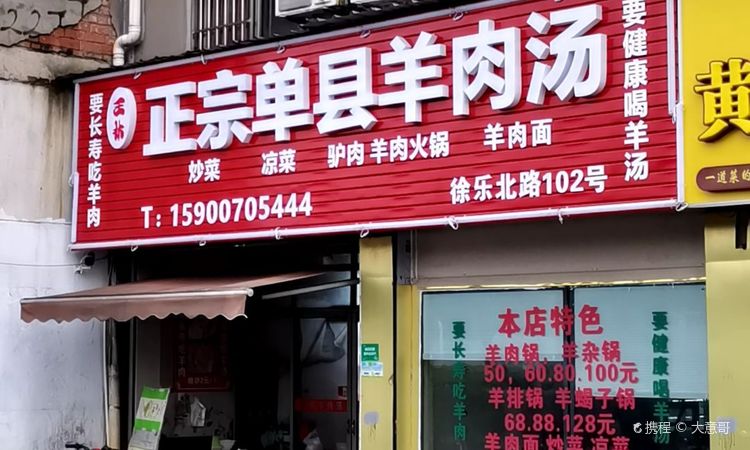 要长寿吃羊肉
正宗单县羊肉汤
要健康喝羊汤
炒菜 凉菜 驴肉 羊肉火锅 羊肉面
T：15900705444
徐乐北路102号
黄
一道菜的
要长寿吃羊肉
本店特色
羊肉锅、羊杂锅
50，60.80.100元
羊排锅 羊蝎子锅
68.88.128元
羊肉面 炒菜 凉菜
要健康喝羊汤
携程 © 大慈哥